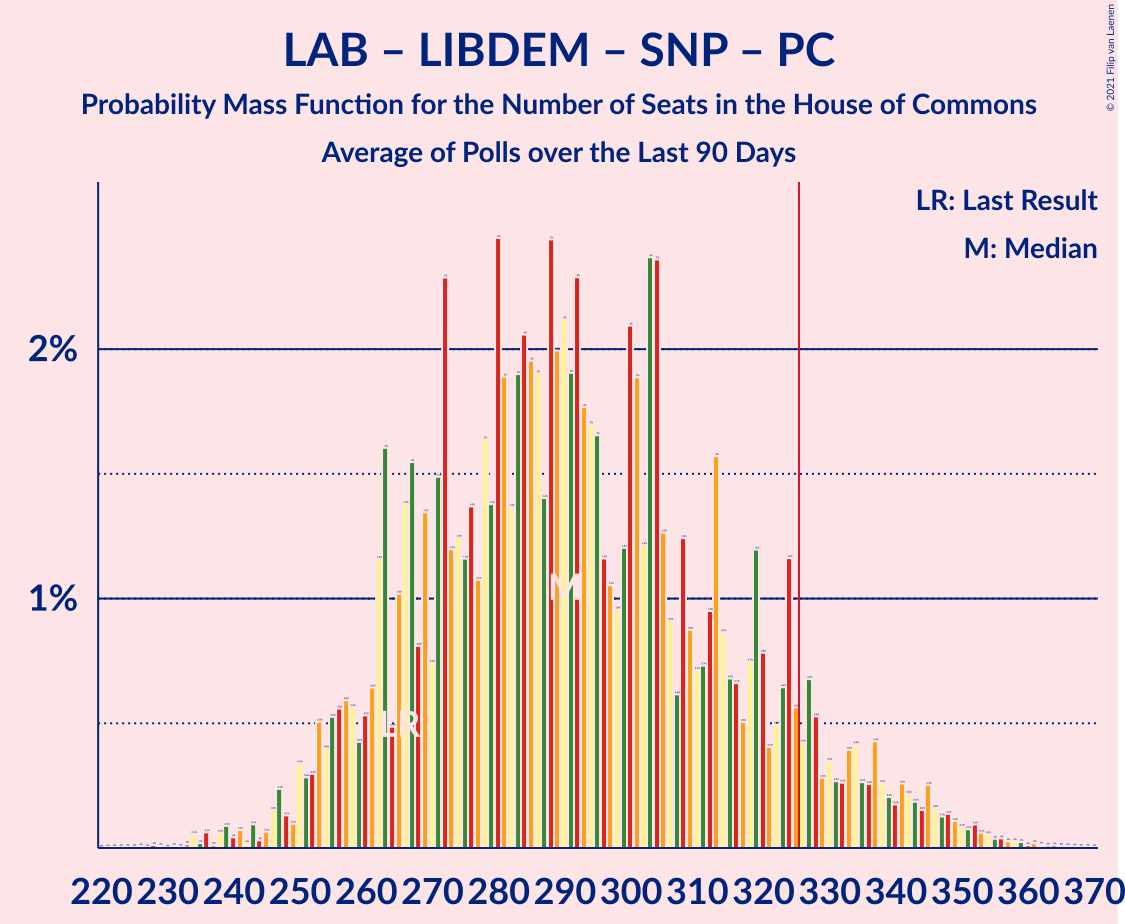 LAB – LIBDEM – SNP – PC
Probability Mass Function for the Number of Seats in the House of Commons
Average of Polls over the Last 90 Days
© 2021 Filip van Laenen
LR: Last Result
M: Median
2%
1%
M
LR
220 230 240 250 260 270 280 290 300 310 320 330 340 350 360 370